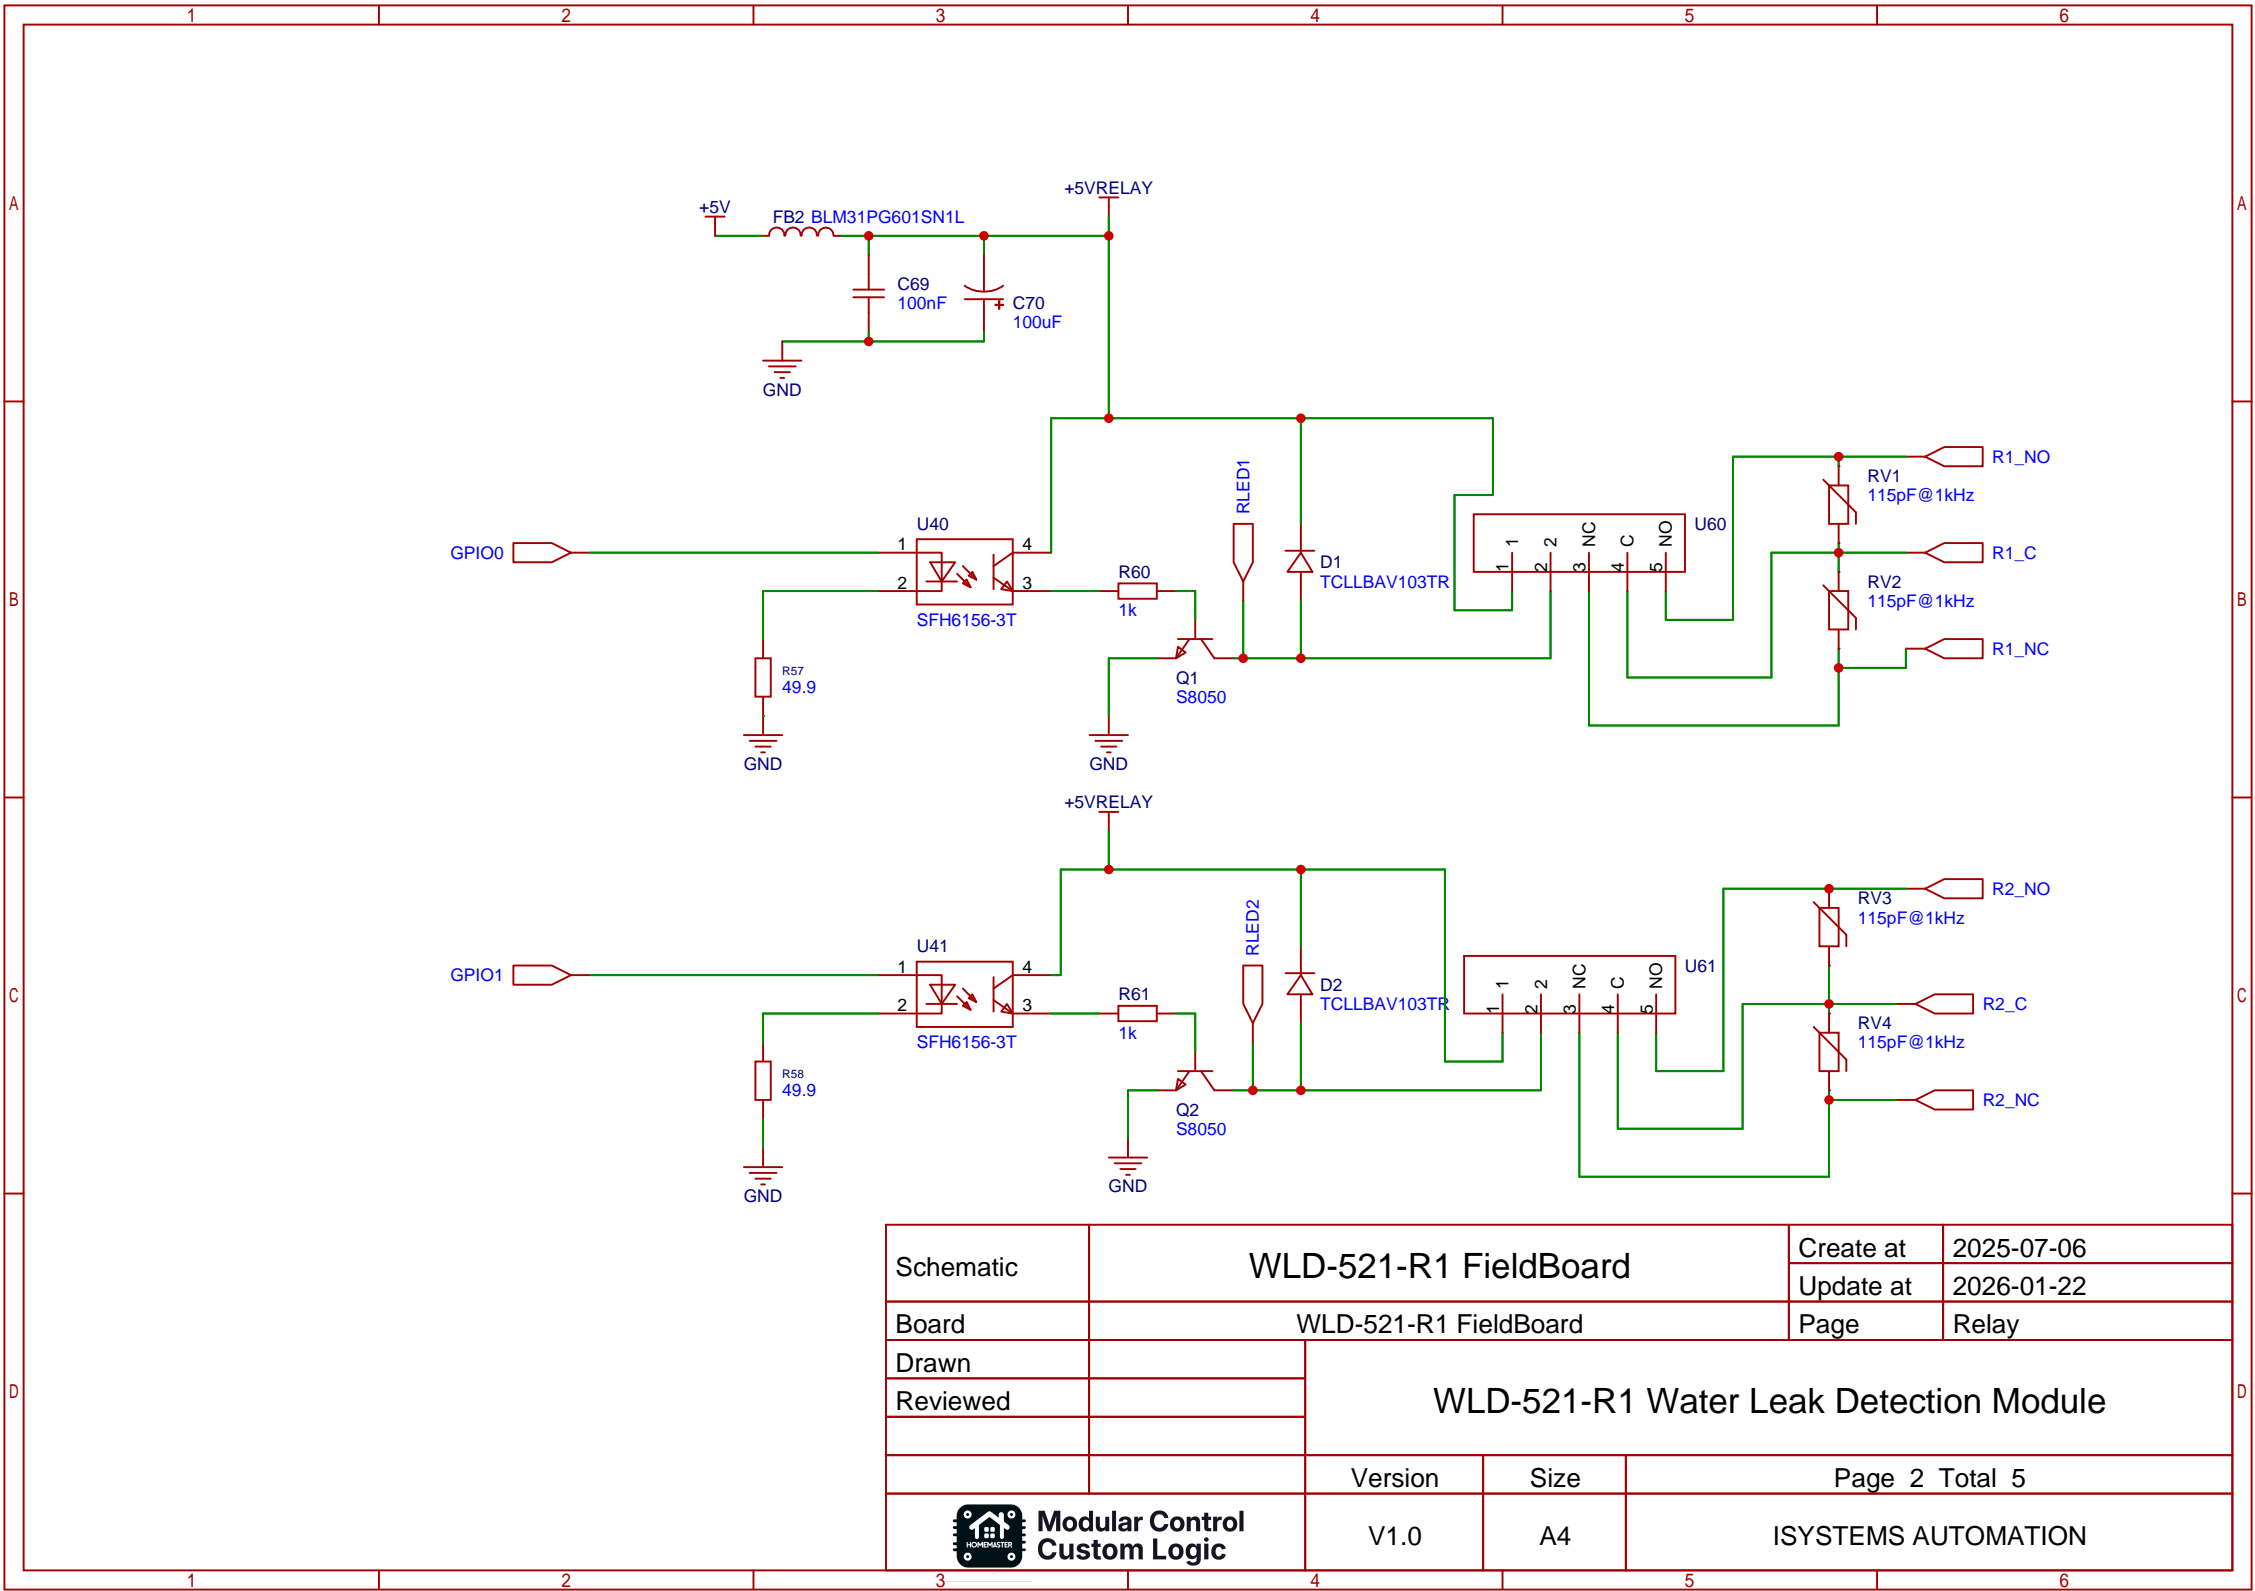 1 2 3 4 5 6
A A
B B
C C
D D
+5V
FB2 BLM31PG601SN1L
+5VRELAY
C69
100nF
C70
100uF
GND
GPIO0
U40
1
2
4
3
SFH6156-3T
R57
49.9
GND
R60
1k
RLED1
Q1
S8050
GND
D1
TCLLBAV103TR
U60
1 2 NC C NO
1 2 3 4 5
RV1
115pF@1kHz
RV2
115pF@1kHz
R1_NO
R1_C
R1_NC
+5VRELAY
GPIO1
U41
1
2
4
3
SFH6156-3T
R58
49.9
GND
R61
1k
RLED2
Q2
S8050
GND
D2
TCLLBAV103TR
U61
1 2 NC C NO
1 2 3 4 5
RV3
115pF@1kHz
RV4
115pF@1kHz
R2_NO
R2_C
R2_NC
Schematic
WLD-521-R1 FieldBoard
Create at 2025-07-06
Update at 2026-01-22
Board WLD-521-R1 FieldBoard Page Relay
Drawn
Reviewed
WLD-521-R1 Water Leak Detection Module
Version Size Page 2 Total 5
HOMEMASTER
Modular Control
Custom Logic
V1.0 A4 ISYSTEMS AUTOMATION
1 2 3 4 5 6